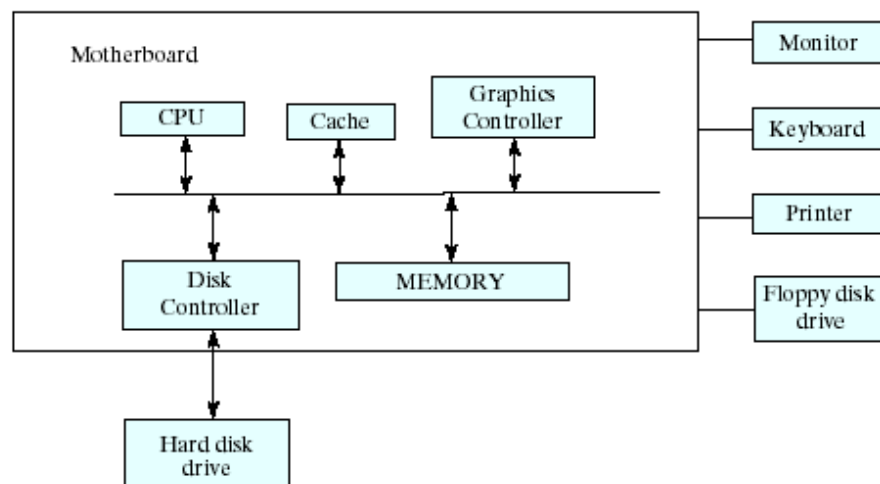 Monitor
Motherboard
CPU
Cache
Graphics
Controller
Keyboard
Printer
Disk
Controller
MEMORY
Floppy disk
drive
Hard disk
drive